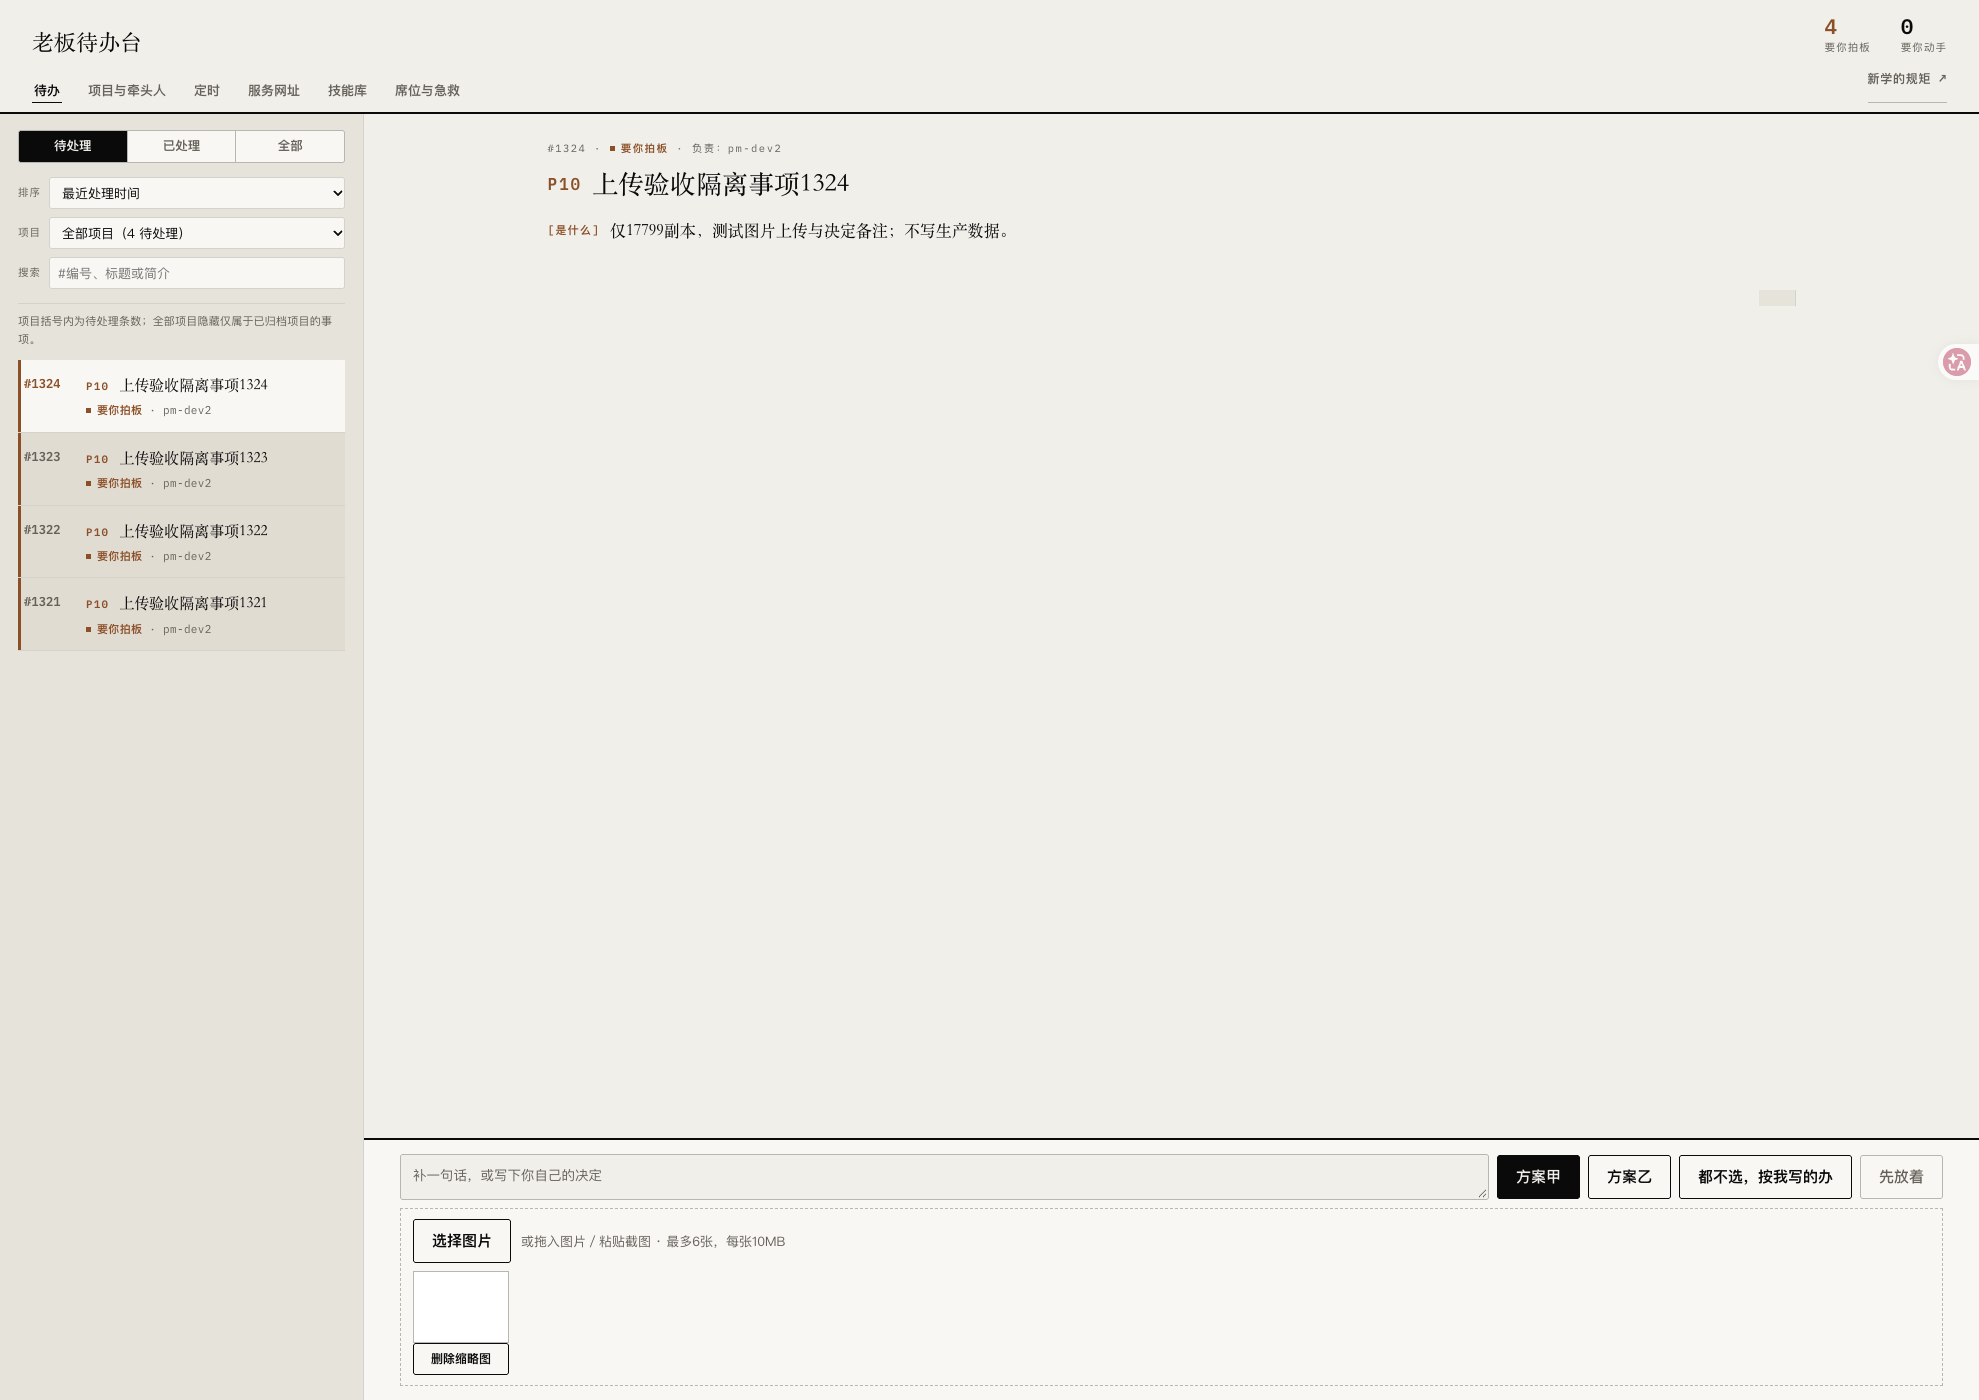 老板待办台
4
要你拍板
0
要你动手
待办
项目与牵头人
定时
服务网址
技能库
席位与急救
新学的规矩 ↗
待处理
已处理
全部
排序
最近处理时间
项目
全部项目（4 待处理）
搜索
#编号、标题或简介
项目括号内为待处理条数；全部项目隐藏仅属于已归档项目的事
项。
#1324 P10 上传验收隔离事项1324
要你拍板 · pm-dev2
#1323 P10 上传验收隔离事项1323
要你拍板 · pm-dev2
#1322 P10 上传验收隔离事项1322
要你拍板 · pm-dev2
#1321 P10 上传验收隔离事项1321
要你拍板 · pm-dev2
#1324 · 要你拍板 · 负责：pm-dev2
P10 上传验收隔离事项1324
[是什么] 仅17799副本，测试图片上传与决定备注；不写生产数据。
补一句话，或写下你自己的决定
方案甲
方案乙
都不选，按我写的办
先放着
选择图片
或拖入图片 / 粘贴截图 · 最多6张，每张10MB
删除缩略图